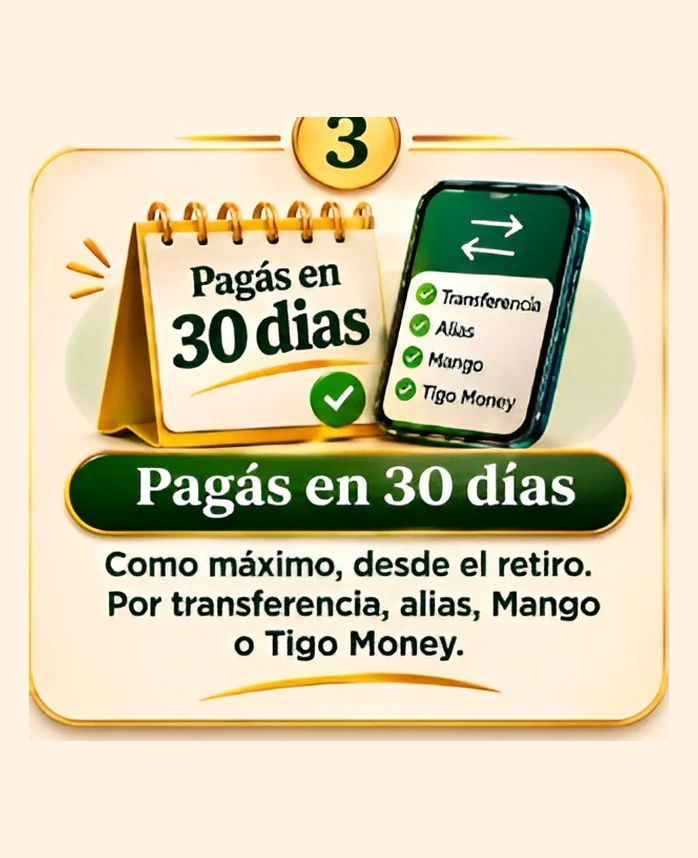 3
Pagás en
30 dias
Transferencia
Alias
Mango
Tigo Money
Pagás en 30 días
Como máximo, desde el retiro.
Por transferencia, alias, Mango
o Tigo Money.